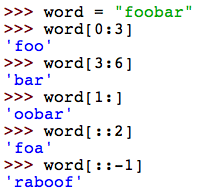 >>> word = "foobar"
>>> word[0:3]
'foo'
>>> word[3:6]
'bar'
>>> word[1:]
'oobar'
>>> word[::2]
'foa'
>>> word[::-1]
'raboof'